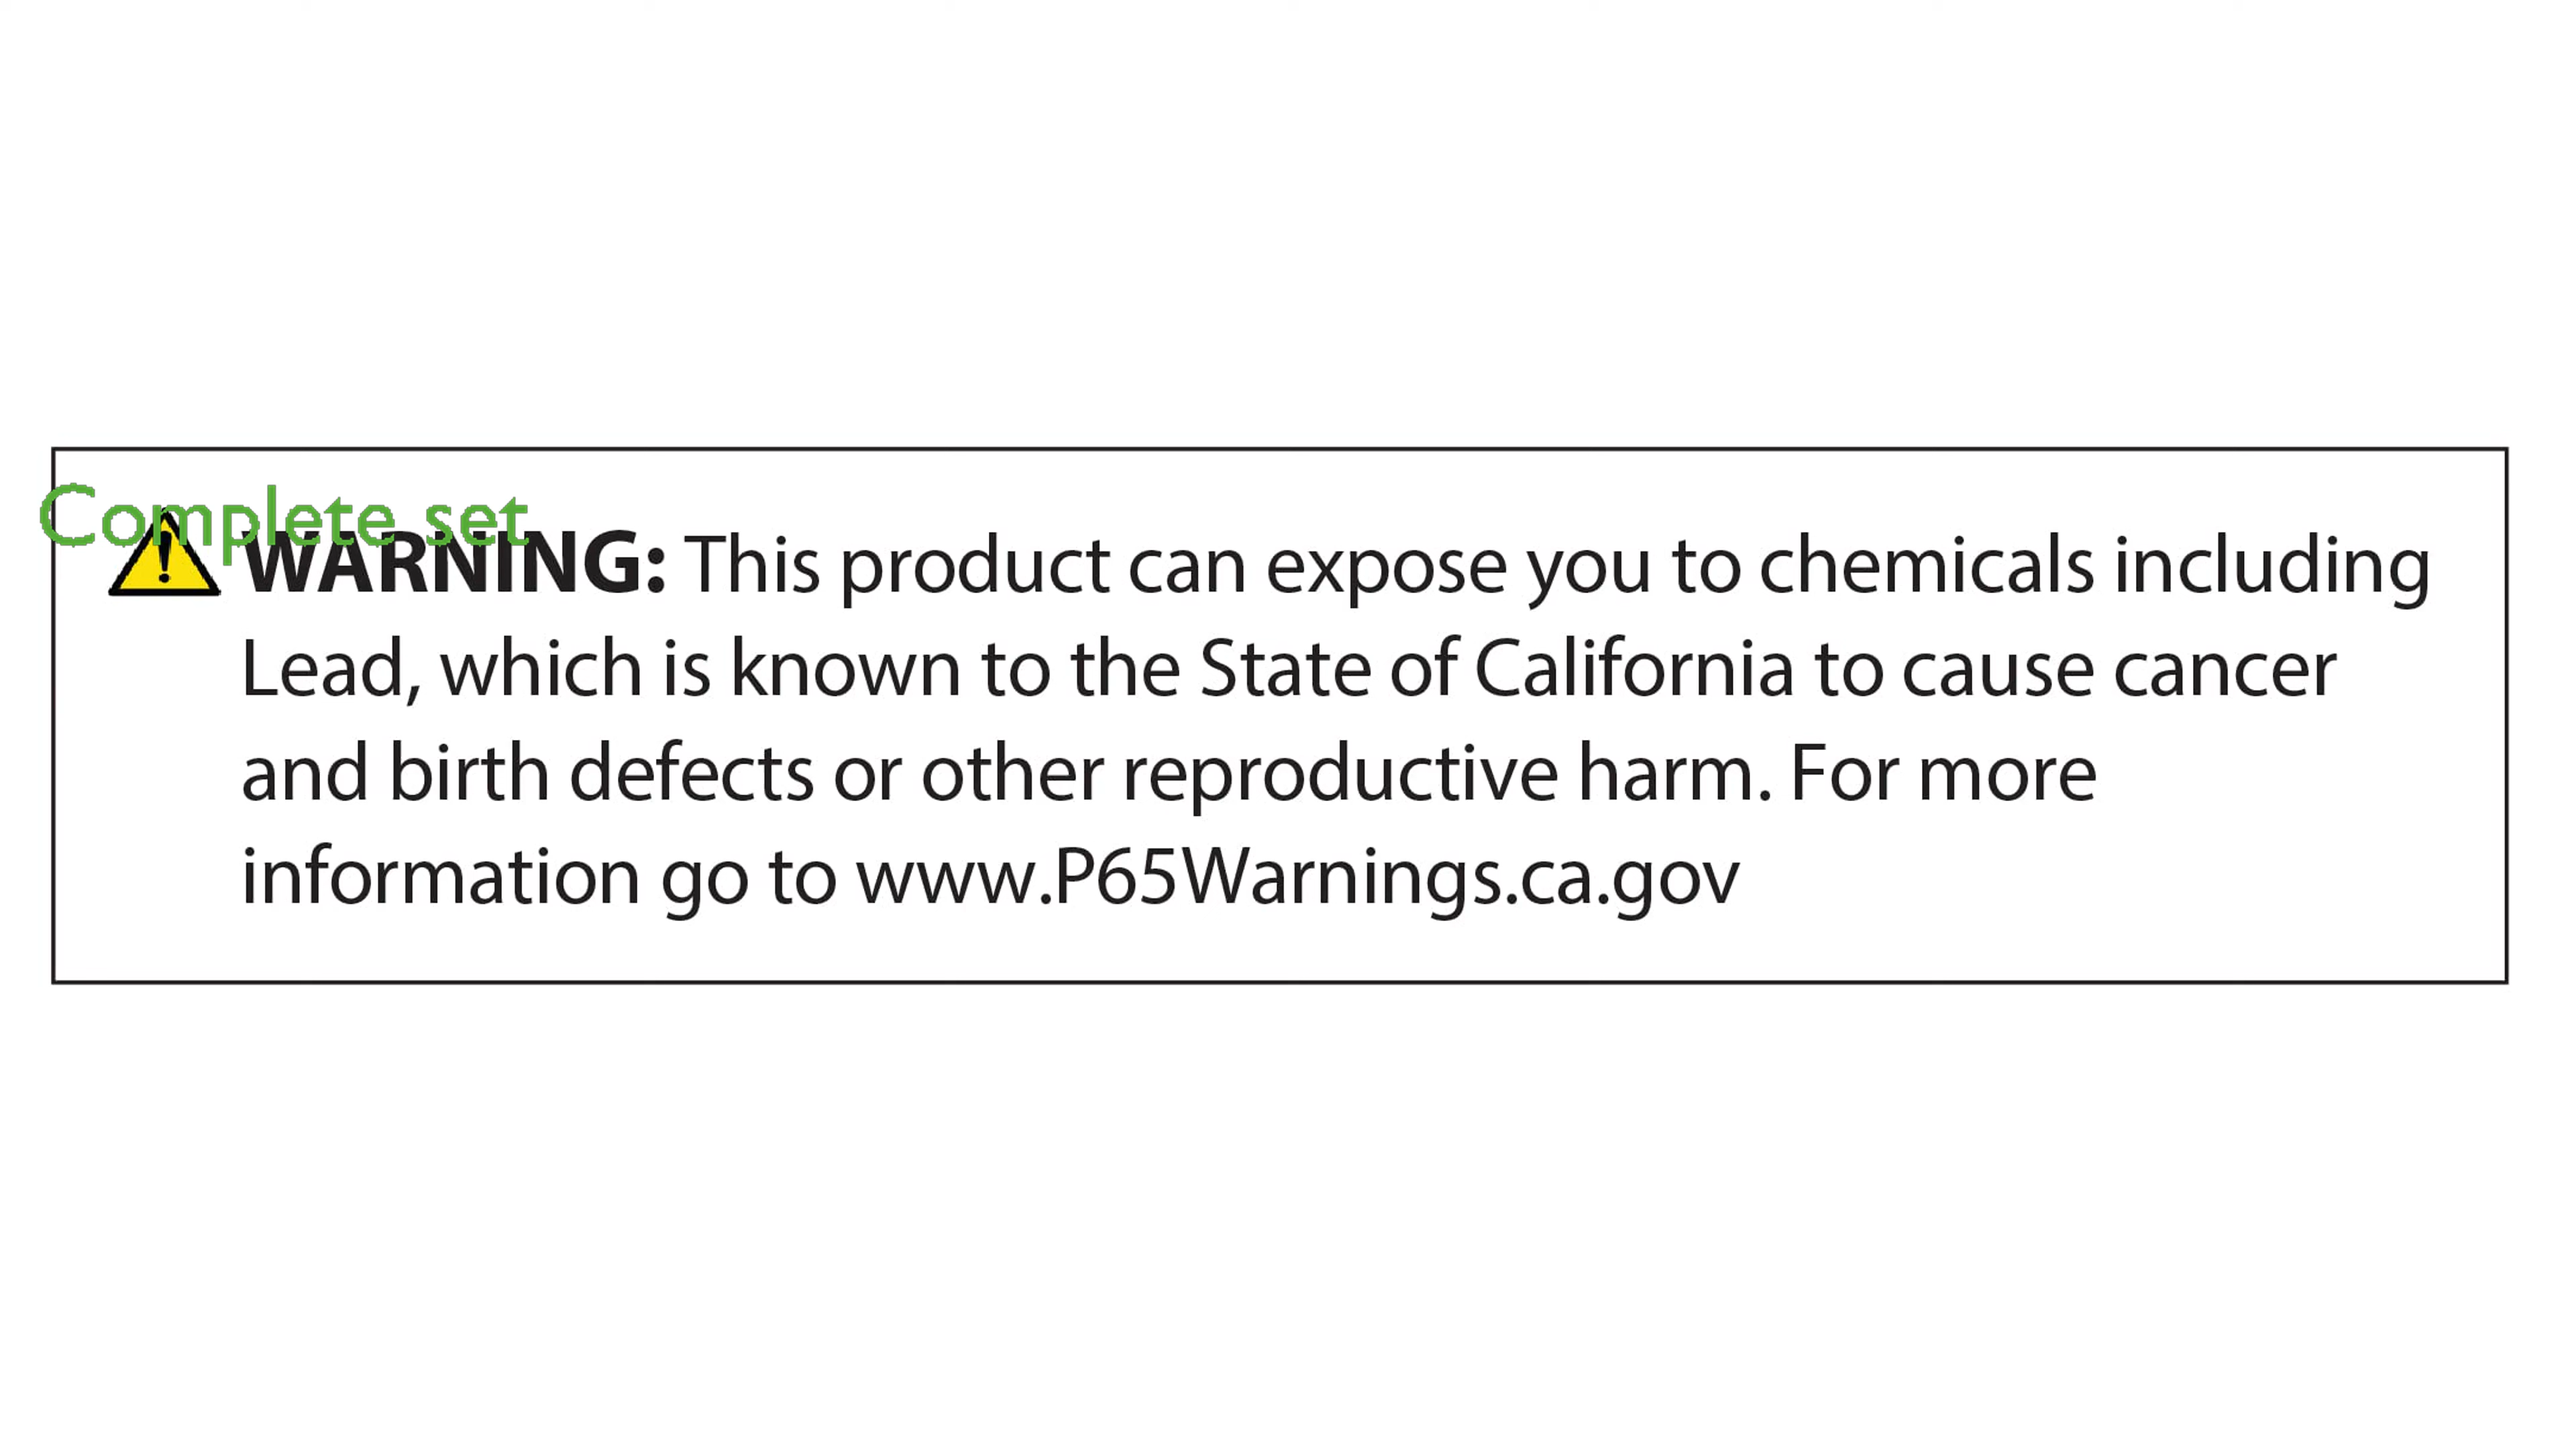 Complete set
WARNING: This product can expose you to chemicals including
Lead, which is known to the State of California to cause cancer
and birth defects or other reproductive harm. For more
information go to www.P65Warnings.ca.gov